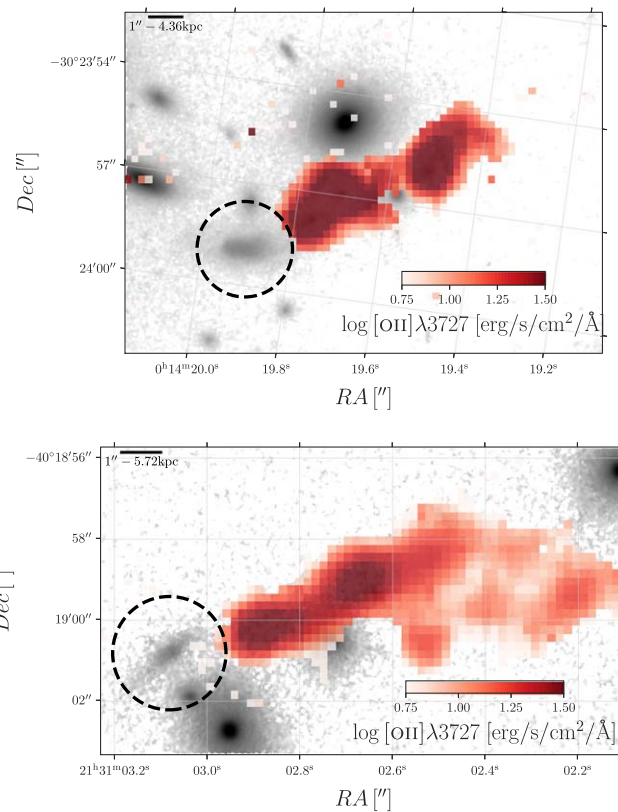 1″ − 4.36kpc
−30°23′54″
57″
24′00″
Dec [″]
0.75 1.00 1.25 1.50
log [OII]λ3727 [erg/s/cm²/Å]
0ʰ14ᵐ20.0ˢ 19.8ˢ 19.6ˢ 19.4ˢ 19.2ˢ
RA [″]
1″ − 5.72kpc
−40°18′56″
58″
19′00″
02″
Dec [″]
0.75 1.00 1.25 1.50
log [OII]λ3727 [erg/s/cm²/Å]
21ʰ31ᵐ03.2ˢ 03.0ˢ 02.8ˢ 02.6ˢ 02.2ˢ
RA [″]